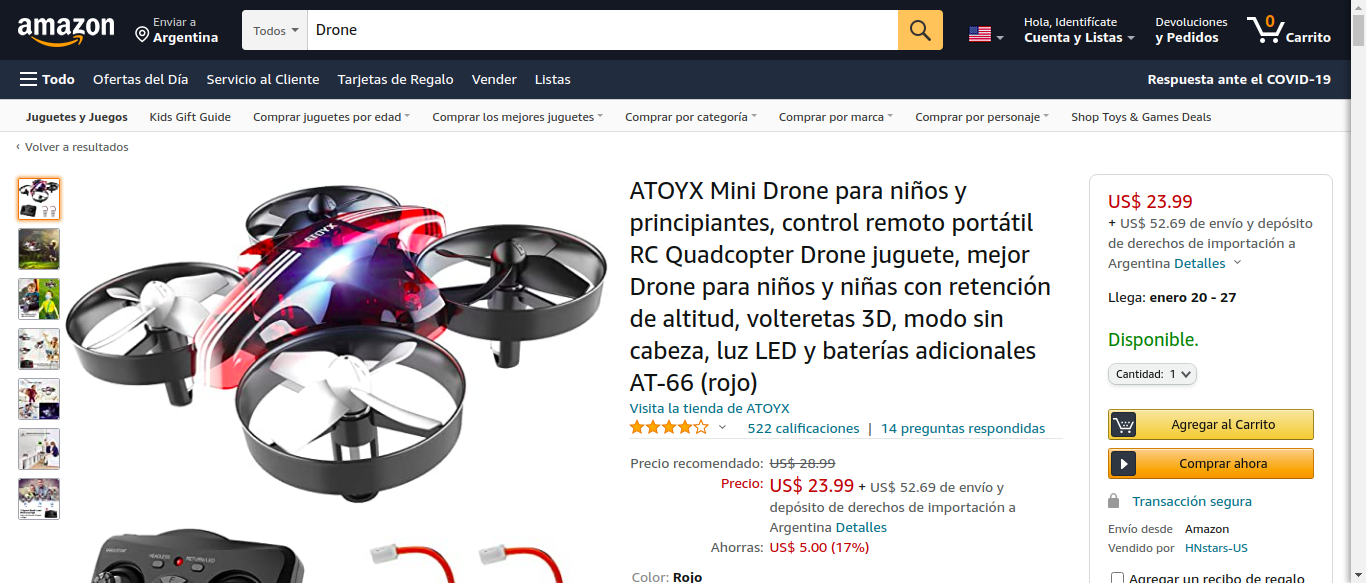 amazon
Enviar a
Argentina
Todos
Drone
Hola, Identifícate
Cuenta y Listas
Devoluciones
y Pedidos
0
Carrito
Todo
Ofertas del Día
Servicio al Cliente
Tarjetas de Regalo
Vender
Listas
Respuesta ante el COVID-19
Juguetes y Juegos
Kids Gift Guide
Comprar juguetes por edad
Comprar los mejores juguetes
Comprar por categoría
Comprar por marca
Comprar por personaje
Shop Toys & Games Deals
‹ Volver a resultados
ATOYX
HEADLESS
RETURN/LED
ATOYX Mini Drone para niños y
principiantes, control remoto portátil
RC Quadcopter Drone juguete, mejor
Drone para niños y niñas con retención
de altitud, volteretas 3D, modo sin
cabeza, luz LED y baterías adicionales
AT-66 (rojo)
Visita la tienda de ATOYX
522 calificaciones | 14 preguntas respondidas
Precio recomendado: US$ 28.99
Precio: US$ 23.99 + US$ 52.69 de envío y
depósito de derechos de importación a
Argentina Detalles
Ahorras: US$ 5.00 (17%)
Color: Rojo
US$ 23.99
+ US$ 52.69 de envío y depósito
de derechos de importación a
Argentina Detalles
Llega: enero 20 - 27
Disponible.
Cantidad: 1
Agregar al Carrito
Comprar ahora
Transacción segura
Envío desde Amazon
Vendido por HNstars-US
Agregar un recibo de regalo